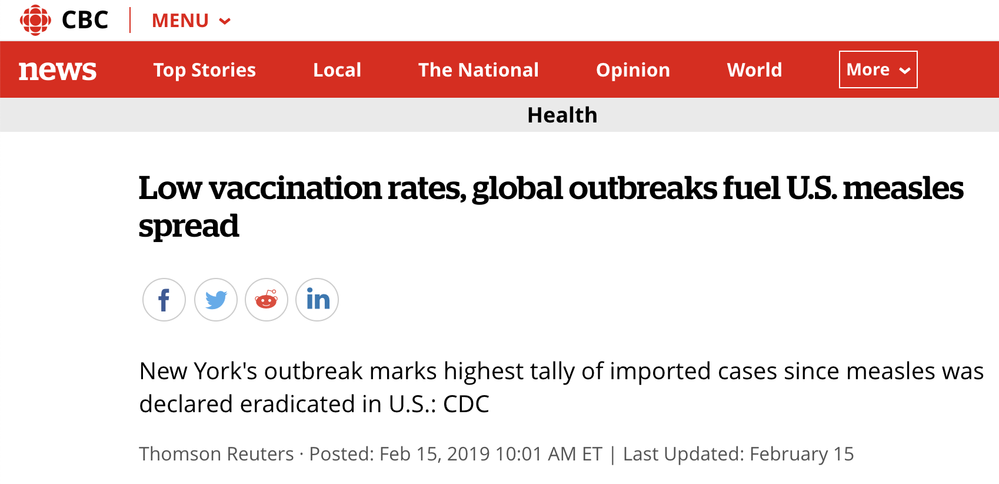 CBC
MENU
news
Top Stories
Local
The National
Opinion
World
More
Health
Low vaccination rates, global outbreaks fuel U.S. measles
spread
New York's outbreak marks highest tally of imported cases since measles was
declared eradicated in U.S.: CDC
Thomson Reuters · Posted: Feb 15, 2019 10:01 AM ET | Last Updated: February 15